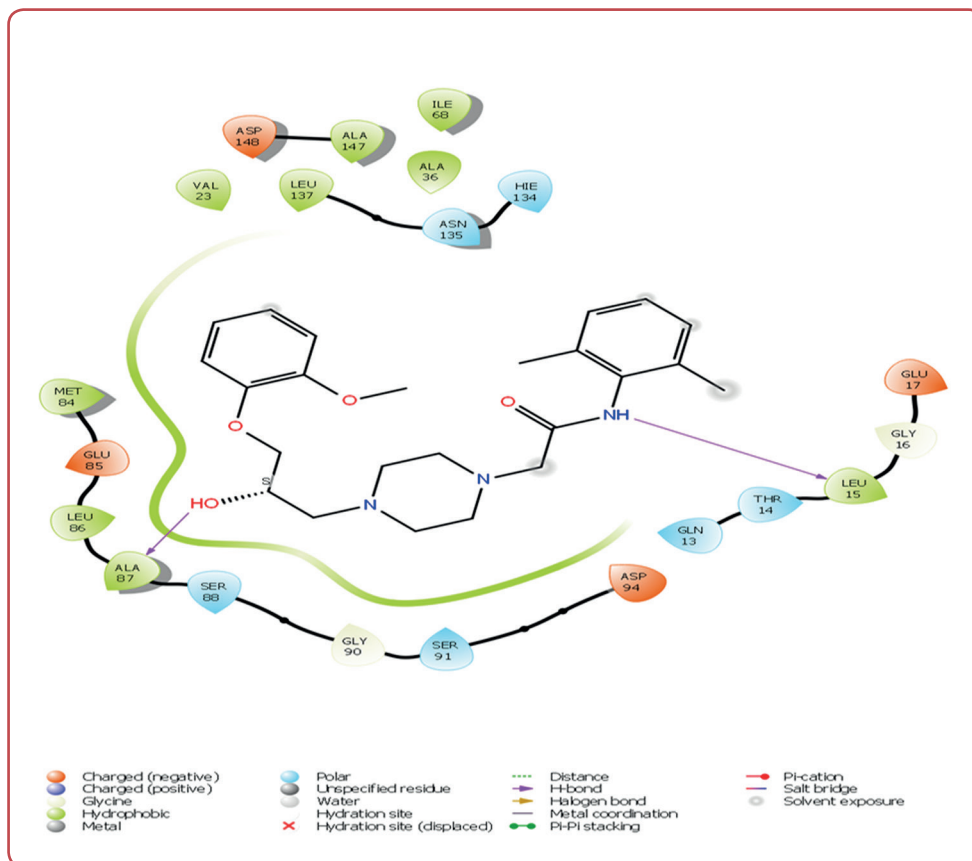 ILE
68
ASP
148
ALA
147
ALA
36
VAL
23
LEU
137
HIE
134
ASN
135
MET
84
GLU
85
LEU
86
ALA
87
SER
88
GLY
90
SER
91
ASP
94
GLN
13
THR
14
LEU
15
GLY
16
GLU
17
O
O
O
NH
N
N
S
HO
Charged (negative)
Charged (positive)
Glycine
Hydrophobic
Metal
Polar
Unspecified residue
Water
Hydration site
Hydration site (displaced)
Distance
H-bond
Halogen bond
Metal coordination
Pi-Pi stacking
Pi-cation
Salt bridge
Solvent exposure